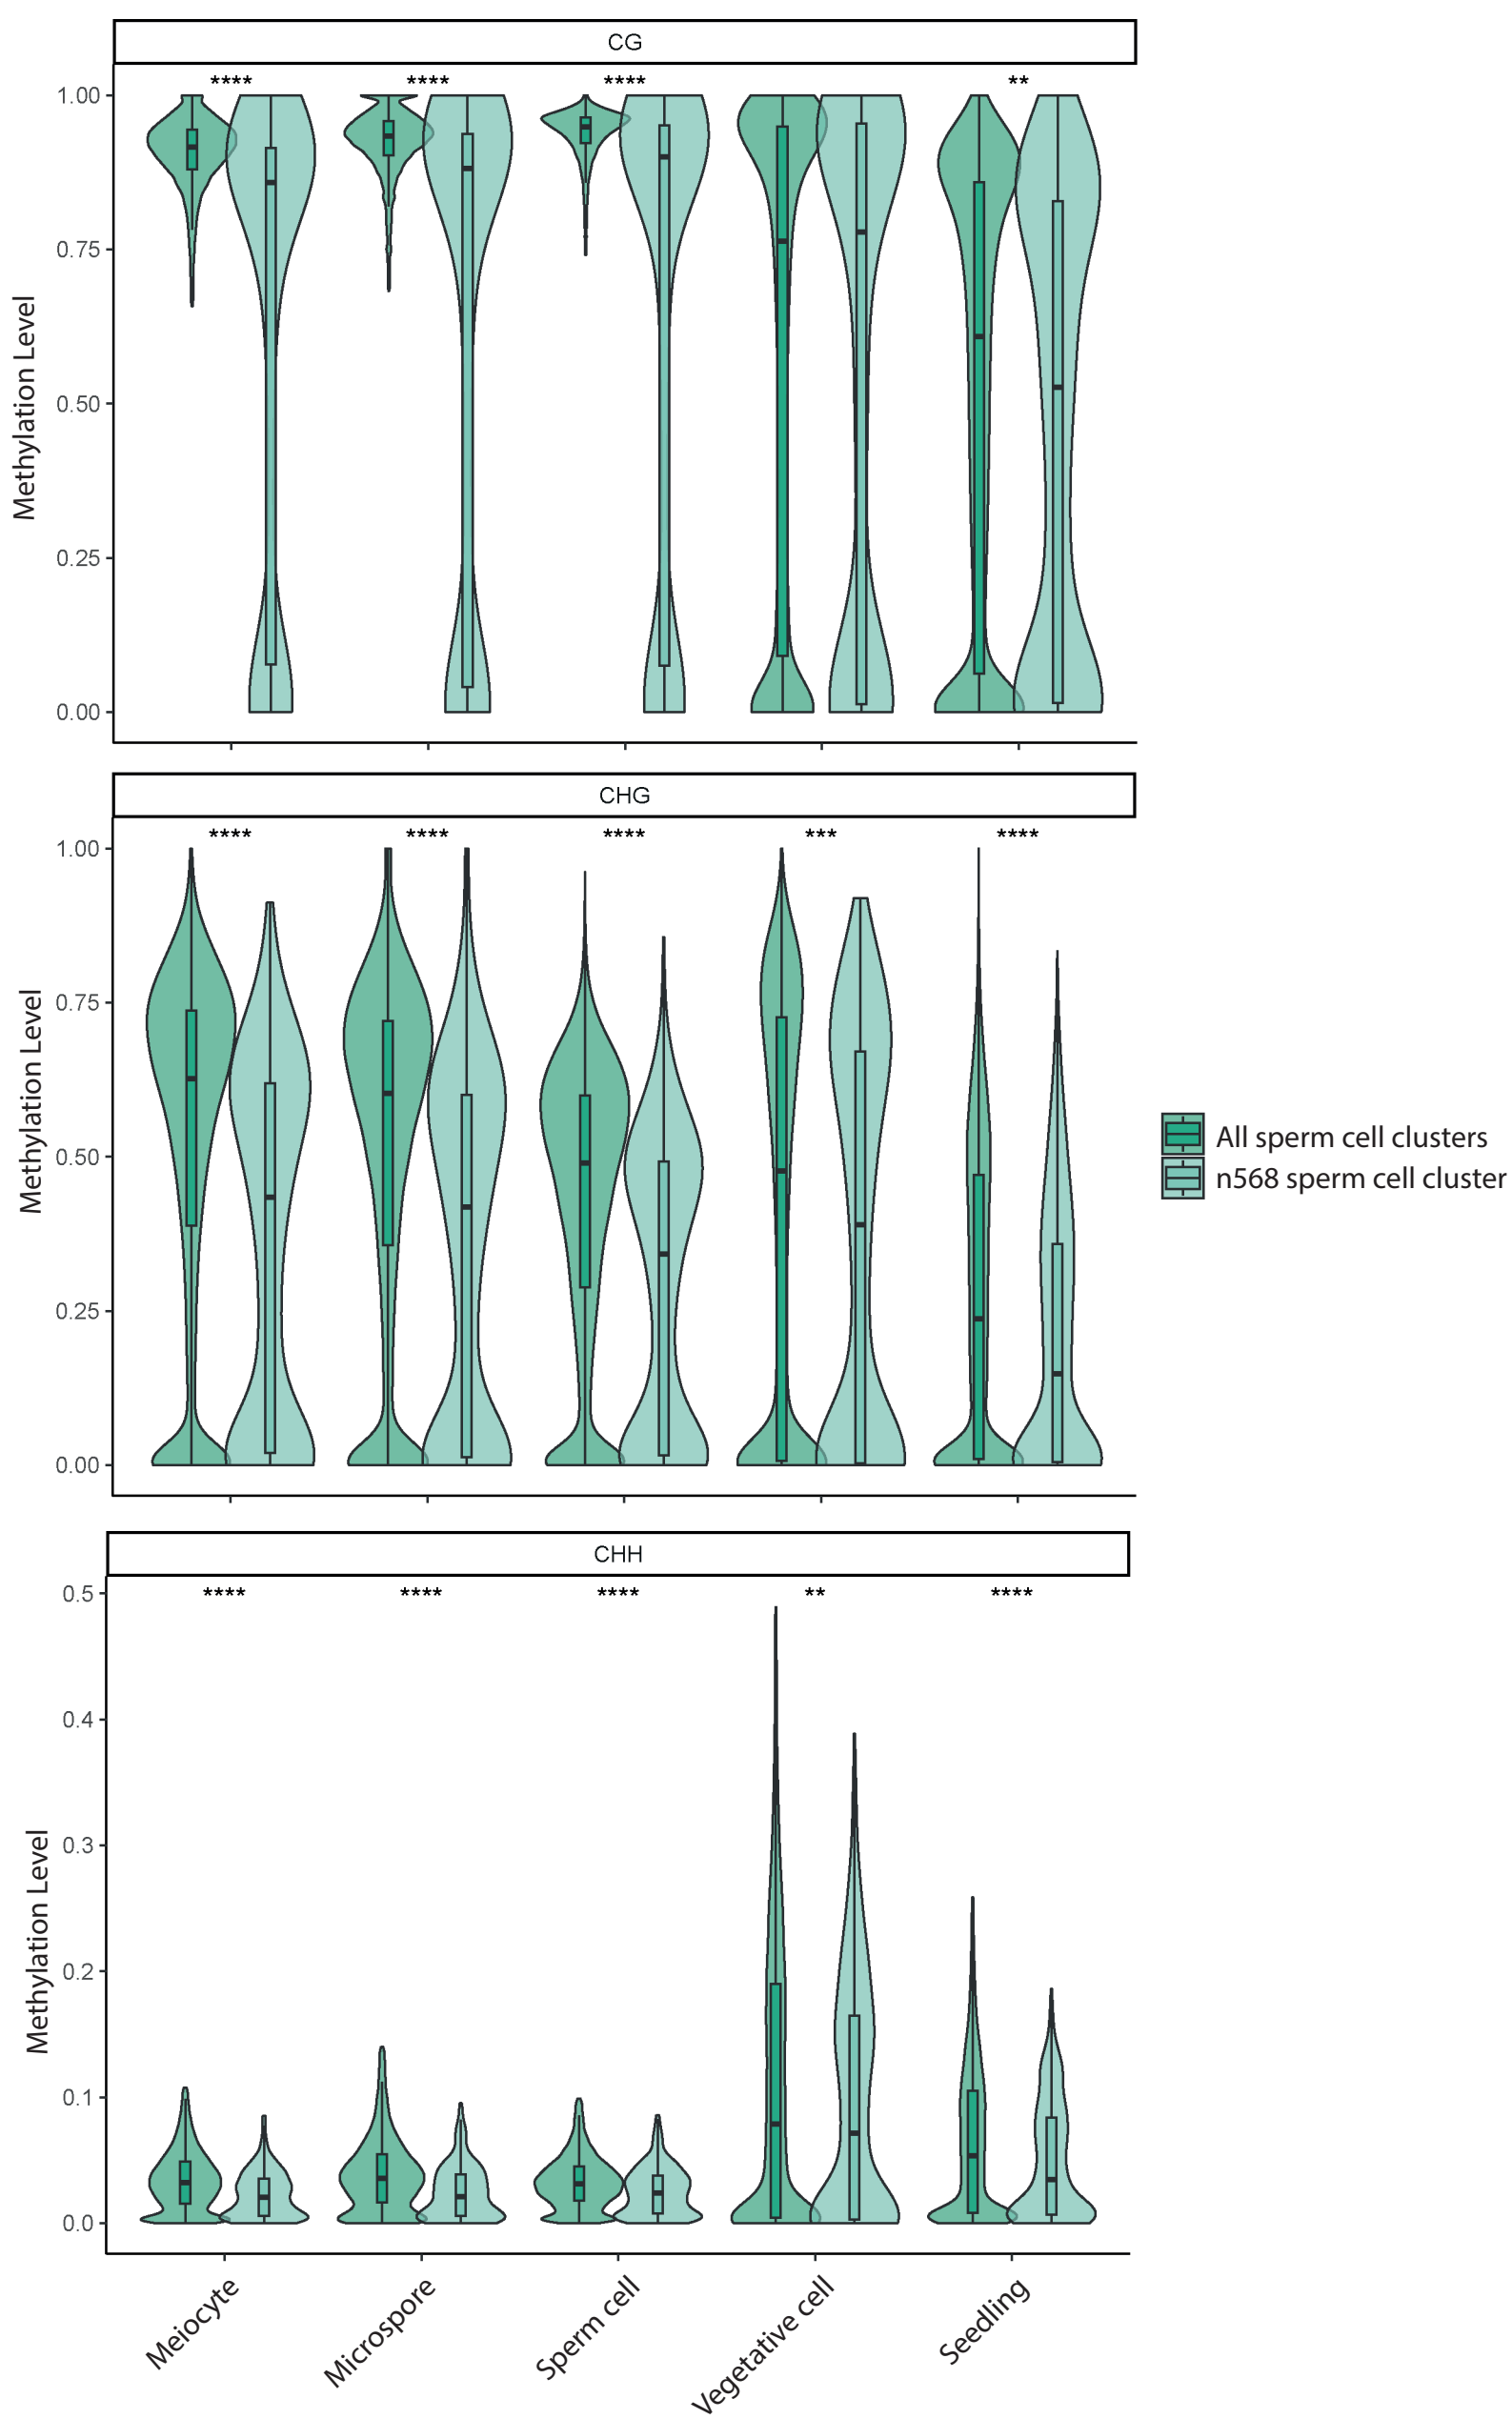 CG
**** **** **** **
1.00
0.75
0.50
0.25
0.00
Methylation Level
CHG
**** **** **** *** ****
1.00
0.75
0.50
0.25
0.00
Methylation Level
All sperm cell clusters
n568 sperm cell cluster
CHH
**** **** **** ** ****
0.5
0.4
0.3
0.2
0.1
0.0
Methylation Level
Meiocyte
Microspore
Sperm cell
Vegetative cell
Seedling